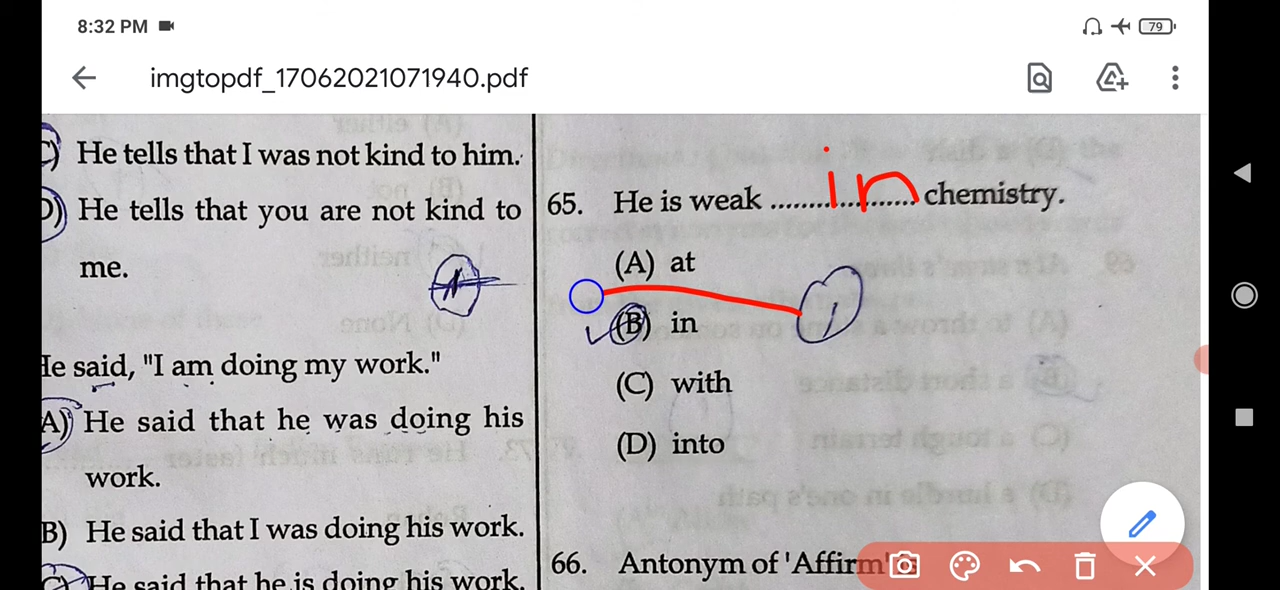 8:32 PM
79
imgtopdf_17062021071940.pdf
He tells that I was not kind to him.
D) He tells that you are not kind to
me.
He said, "I am doing my work."
A) He said that he was doing his
work.
B) He said that I was doing his work.
C) He said that he is doing his work.
65. He is weak .......in....... chemistry.
(A) at
(B) in
(C) with
(D) into
66. Antonym of 'Affirm'